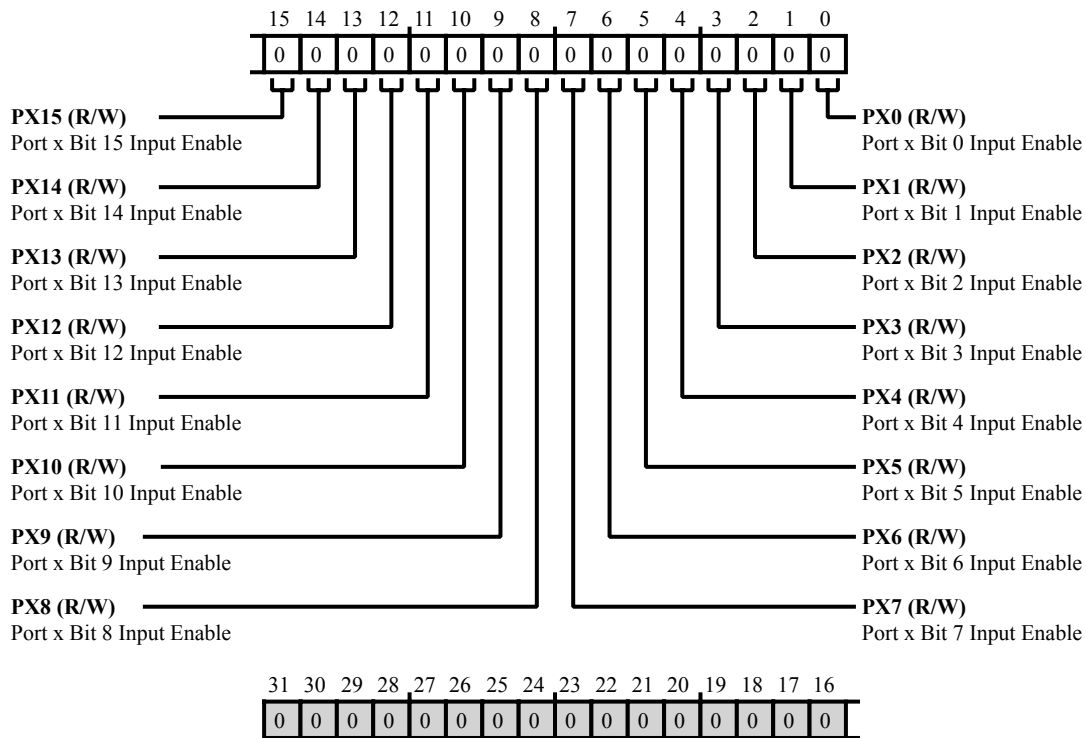 15 14 13 12 11 10 9 8 7 6 5 4 3 2 1 0
0 0 0 0 0 0 0 0 0 0 0 0 0 0 0 0
PX15 (R/W)
Port x Bit 15 Input Enable
PX14 (R/W)
Port x Bit 14 Input Enable
PX13 (R/W)
Port x Bit 13 Input Enable
PX12 (R/W)
Port x Bit 12 Input Enable
PX11 (R/W)
Port x Bit 11 Input Enable
PX10 (R/W)
Port x Bit 10 Input Enable
PX9 (R/W)
Port x Bit 9 Input Enable
PX8 (R/W)
Port x Bit 8 Input Enable
PX0 (R/W)
Port x Bit 0 Input Enable
PX1 (R/W)
Port x Bit 1 Input Enable
PX2 (R/W)
Port x Bit 2 Input Enable
PX3 (R/W)
Port x Bit 3 Input Enable
PX4 (R/W)
Port x Bit 4 Input Enable
PX5 (R/W)
Port x Bit 5 Input Enable
PX6 (R/W)
Port x Bit 6 Input Enable
PX7 (R/W)
Port x Bit 7 Input Enable
31 30 29 28 27 26 25 24 23 22 21 20 19 18 17 16
0 0 0 0 0 0 0 0 0 0 0 0 0 0 0 0